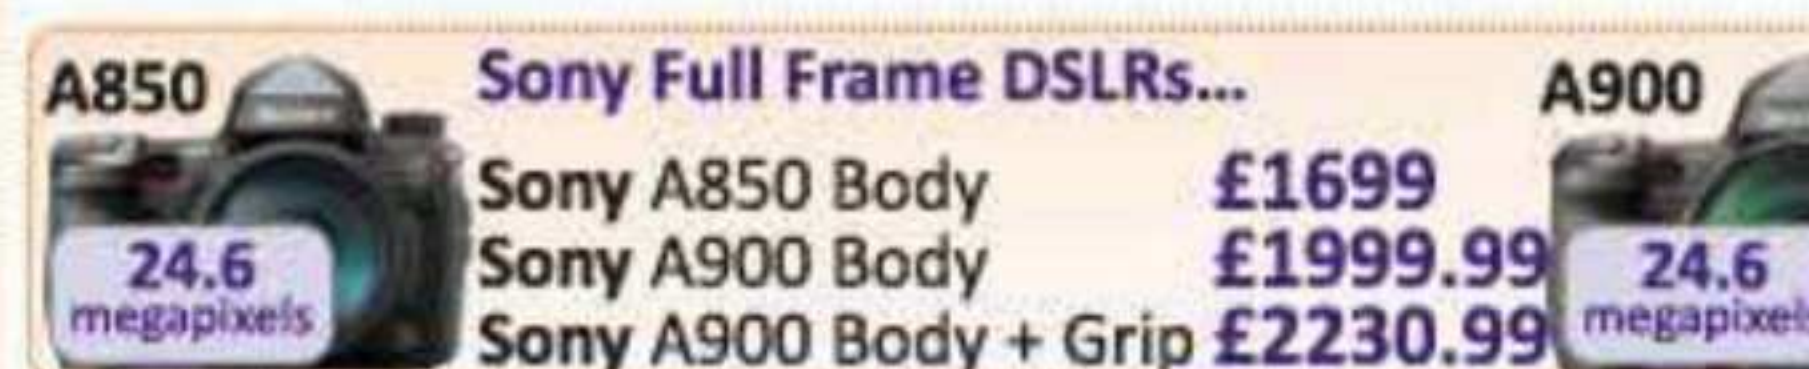 A850
24.6
megapixels
Sony Full Frame DSLRs...
Sony A850 Body £1699
Sony A900 Body £1999.99
Sony A900 Body + Grip £2230.99
A900
24.6
megapixels